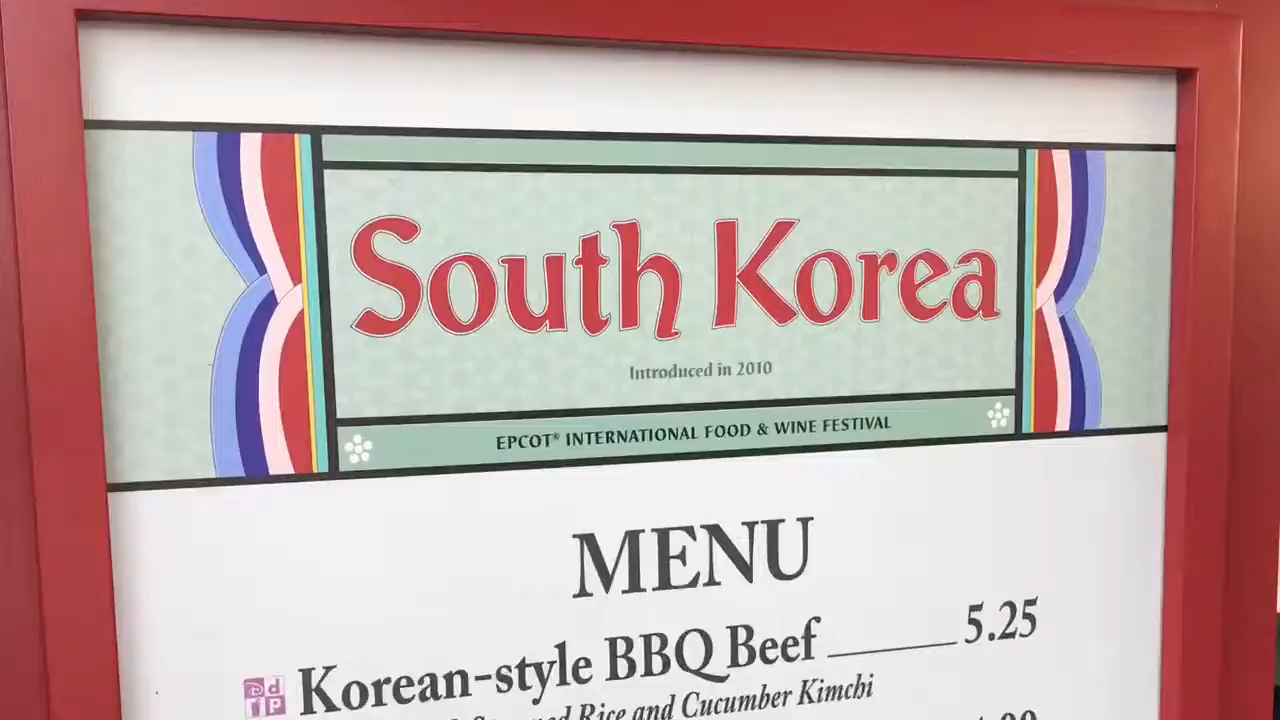 South Korea
Introduced in 2010
EPCOT® INTERNATIONAL FOOD & WINE FESTIVAL
MENU
Korean-style BBQ Beef 5.25
Rice and Cucumber Kimchi